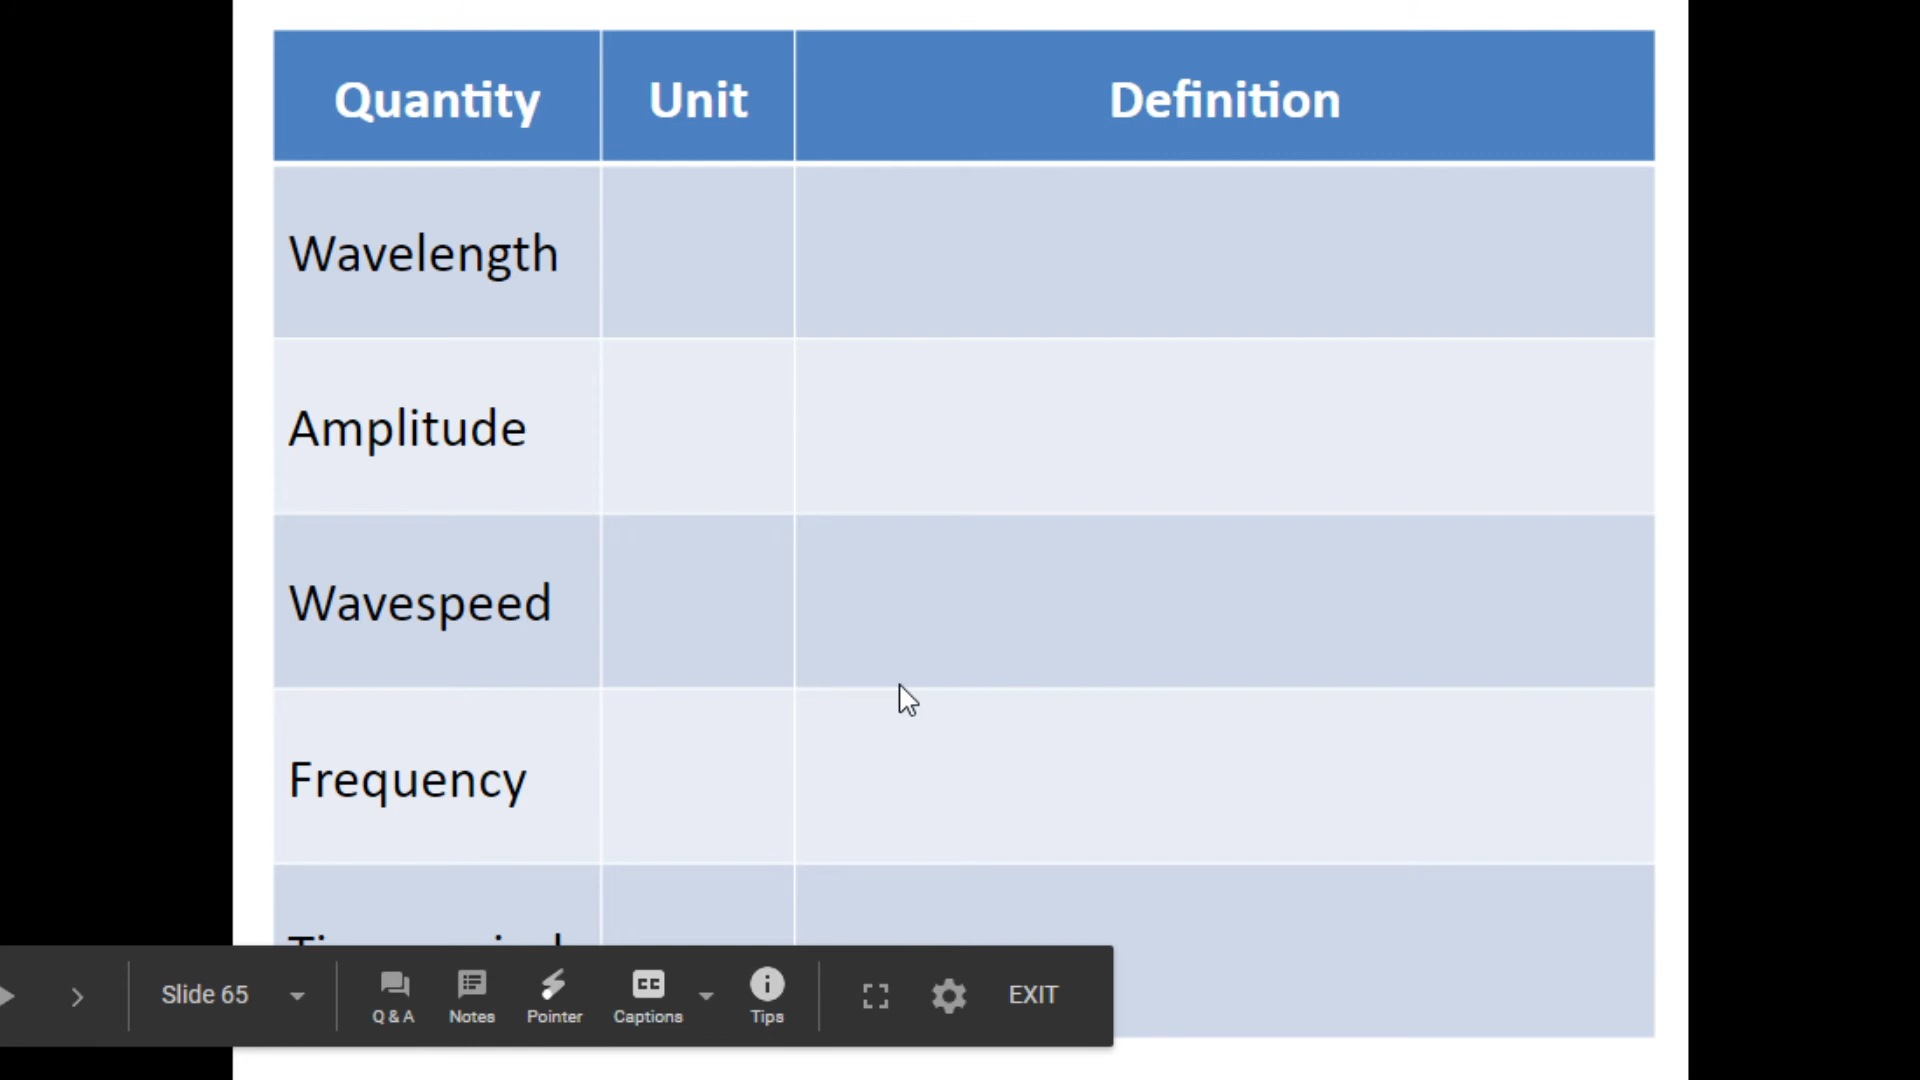 Quantity Unit Definition
Wavelength
Amplitude
Wavespeed
Frequency
Slide 65
Q & A Notes Pointer Captions Tips
EXIT